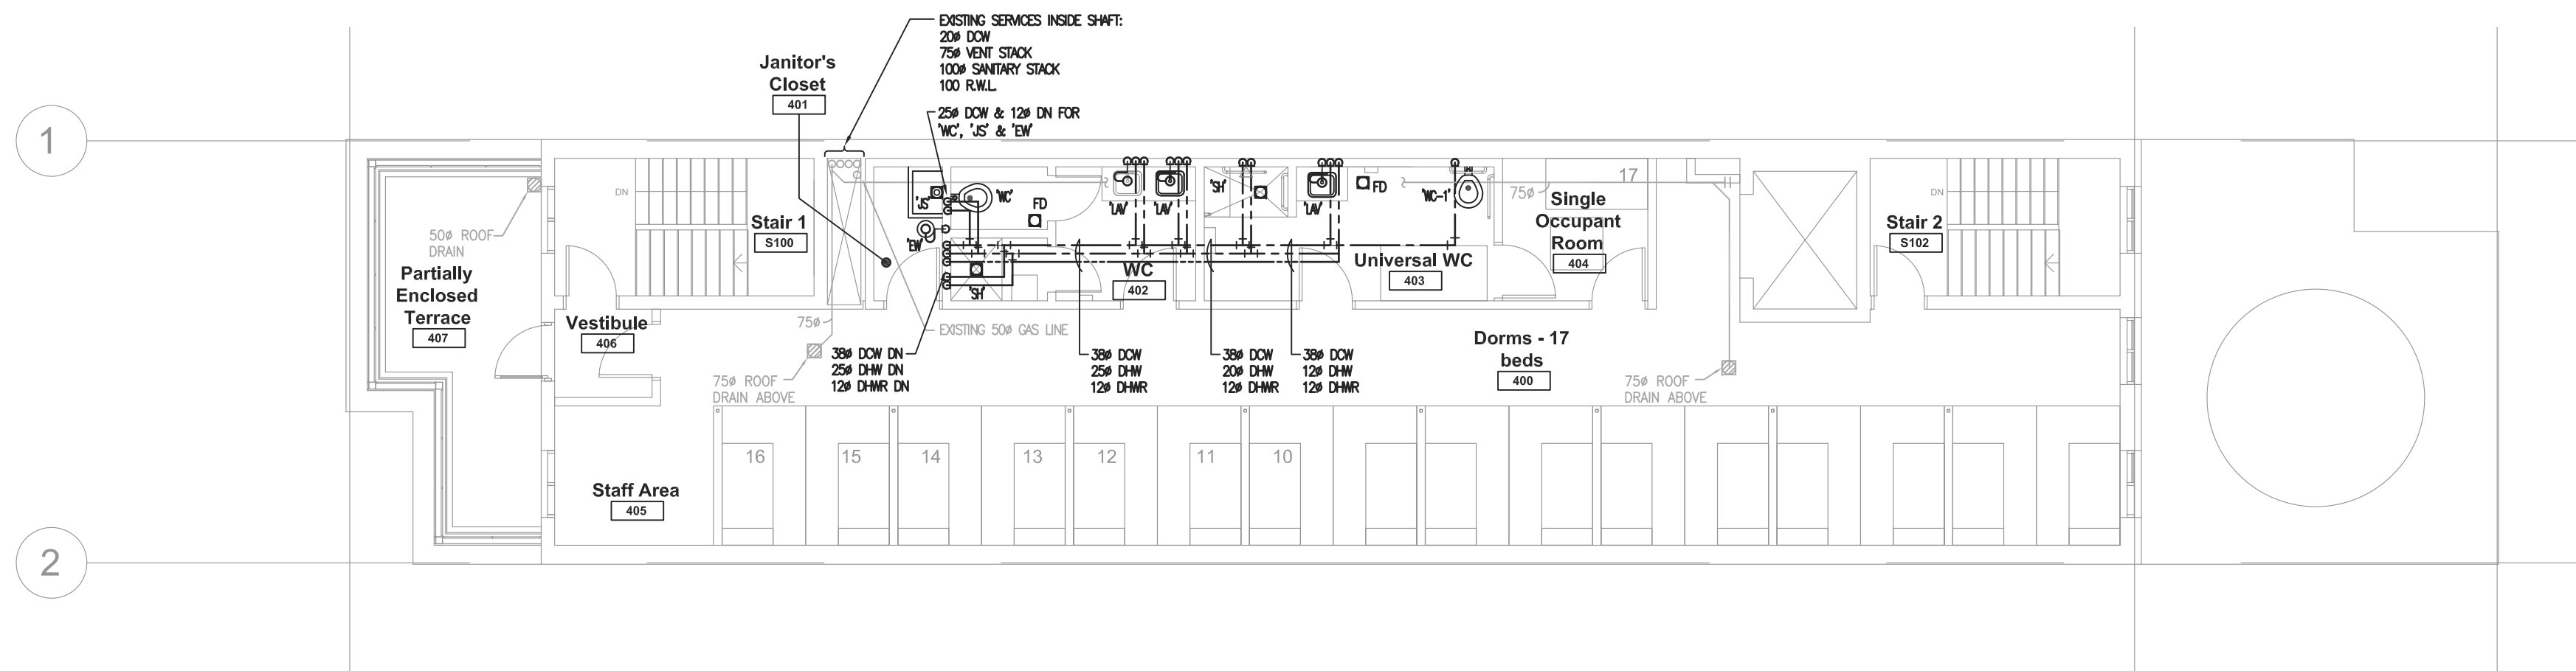 EXISTING SERVICES INSIDE SHAFT:
20ø DCW
75ø VENT STACK
100ø SANITARY STACK
100 R.W.L.
Janitor's
Closet
401
25ø DCW & 12ø DN FOR
'WC', 'JS' & 'EW'
1
DN
Stair 1
S100
'JS'
'WC'
FD
'EW'
'SH'
'LAV'
'LAV'
'SH'
'LAV'
FD
'WC-1'
75ø
17
Single
Occupant
Room
404
DN
Stair 2
S102
50ø ROOF
DRAIN
Partially
Enclosed
Terrace
407
WC
402
Universal WC
403
Vestibule
406
75ø
EXISTING 50ø GAS LINE
38ø DCW DN
25ø DHW DN
12ø DHWR DN
38ø DCW
25ø DHW
12ø DHWR
38ø DCW
20ø DHW
12ø DHWR
38ø DCW
12ø DHW
12ø DHWR
Dorms - 17
beds
400
75ø ROOF
DRAIN ABOVE
75ø ROOF
DRAIN ABOVE
16
15
14
13
12
11
10
Staff Area
405
2